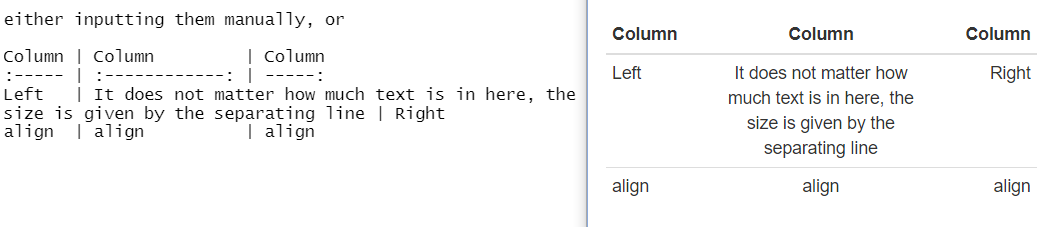 either inputting them manually, or
Column | Column          | Column
:----- | :------------: | -----:
Left   | It does not matter how much text is in here, the
size is given by the separating line | Right
align  | align           | align
Column Column Column
Left It does not matter how Right
much text is in here, the
size is given by the
separating line
align align align